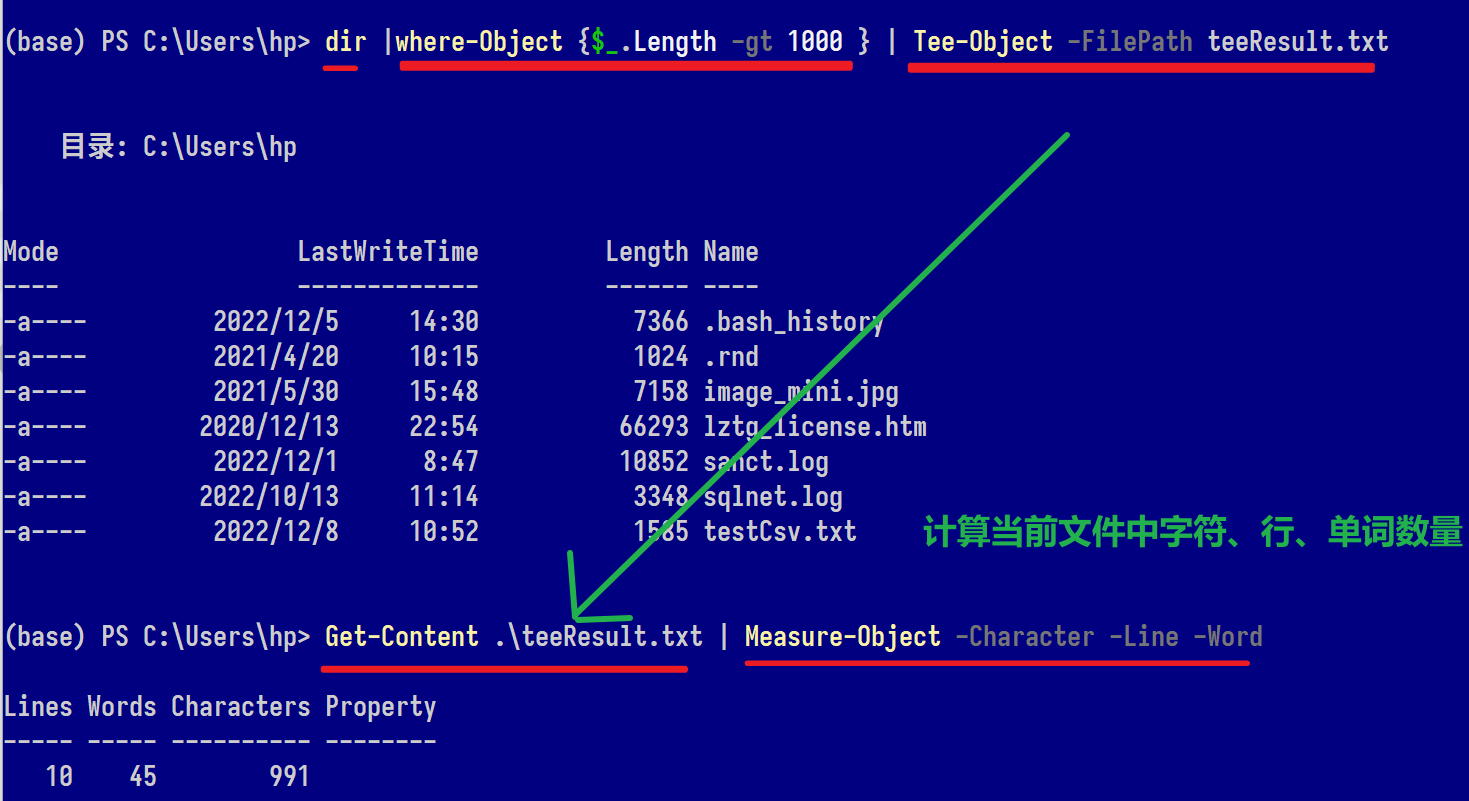 (base) PS C:\Users\hp> dir |where-Object {$_.Length -gt 1000 } | Tee-Object -FilePath teeResult.txt
目录: C:\Users\hp
Mode                 LastWriteTime         Length Name
----                 -------------         ------ ----
-a----         2022/12/5     14:30           7366 .bash_history
-a----         2021/4/20     10:15           1024 .rnd
-a----         2021/5/30     15:48           7158 image_mini.jpg
-a----        2020/12/13     22:54          66293 lztg_license.htm
-a----         2022/12/1      8:47          10852 sanct.log
-a----        2022/10/13     11:14           3348 sqlnet.log
-a----         2022/12/8     10:52           1585 testCsv.txt
计算当前文件中字符、行、单词数量
(base) PS C:\Users\hp> Get-Content .\teeResult.txt | Measure-Object -Character -Line -Word
Lines Words Characters Property
----- ----- ---------- --------
10    45        991